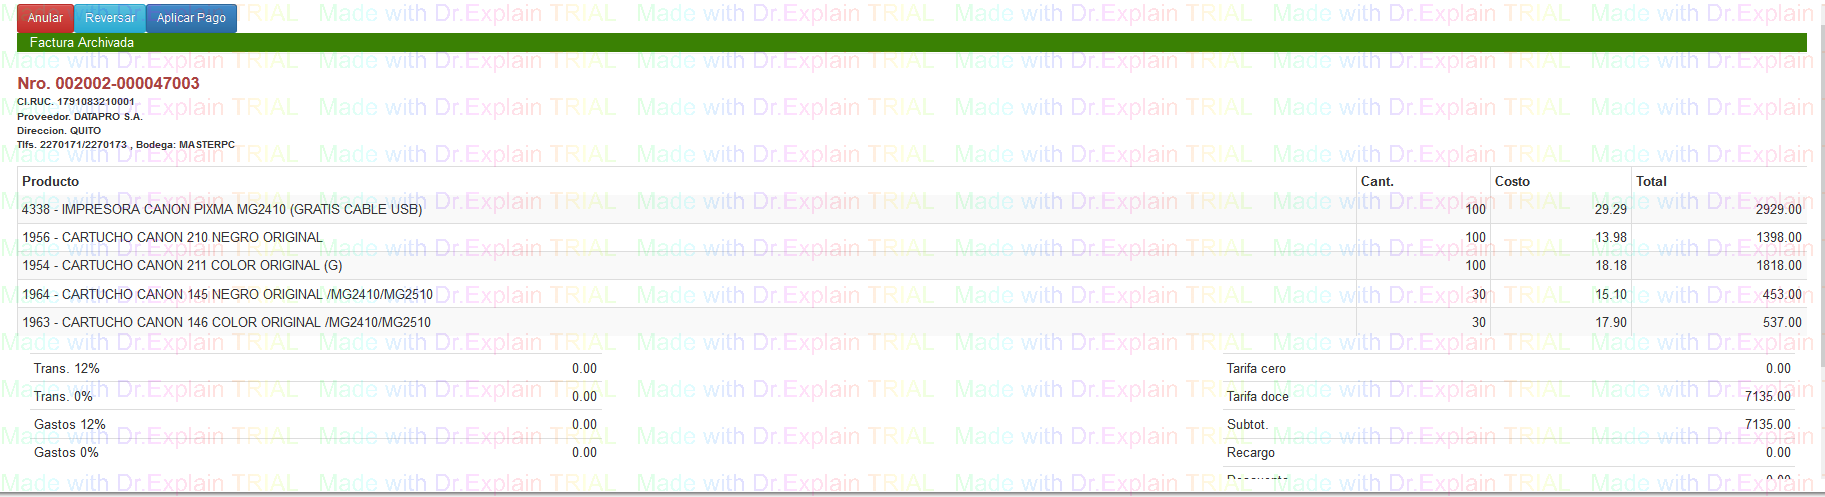 Anular Reversar Aplicar Pago
Factura Archivada
Nro. 002002-000047003
CI.RUC. 1791083210001
Proveedor. DATAPRO S.A.
Direccion. QUITO
Tlfs. 2270171/2270173 , Bodega: MASTERPC
Producto Cant. Costo Total
4338 - IMPRESORA CANON PIXMA MG2410 (GRATIS CABLE USB) 100 29.29 2929.00
1956 - CARTUCHO CANON 210 NEGRO ORIGINAL 100 13.98 1398.00
1954 - CARTUCHO CANON 211 COLOR ORIGINAL (G) 100 18.18 1818.00
1964 - CARTUCHO CANON 145 NEGRO ORIGINAL /MG2410/MG2510 30 15.10 453.00
1963 - CARTUCHO CANON 146 COLOR ORIGINAL /MG2410/MG2510 30 17.90 537.00
Trans. 12% 0.00 Tarifa cero 0.00
Trans. 0% 0.00 Tarifa doce 7135.00
Gastos 12% 0.00 Subtot. 7135.00
Gastos 0% 0.00 Recargo 0.00
Made with Dr.Explain TRIAL